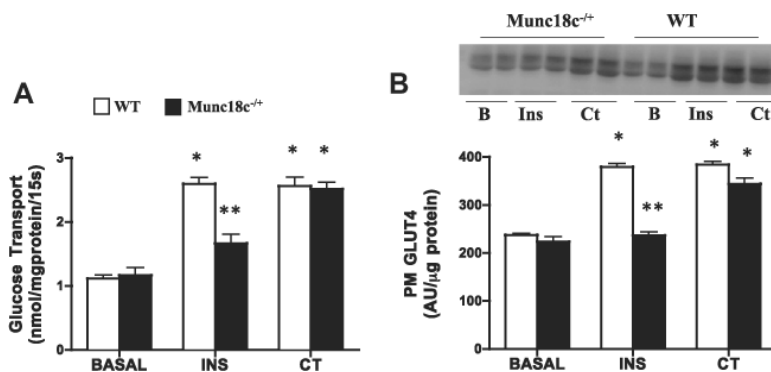 A
WT
Munc18c⁻/⁺
Glucose Transport
(nmol/mgprotein/15s)
3
2
1
0
*
**
*
*
BASAL
INS
CT
B
Munc18c⁻/⁺
WT
B
Ins
Ct
B
Ins
Ct
PM GLUT4
(AU/µg protein)
400
300
200
100
0
*
**
*
*
BASAL
INS
CT